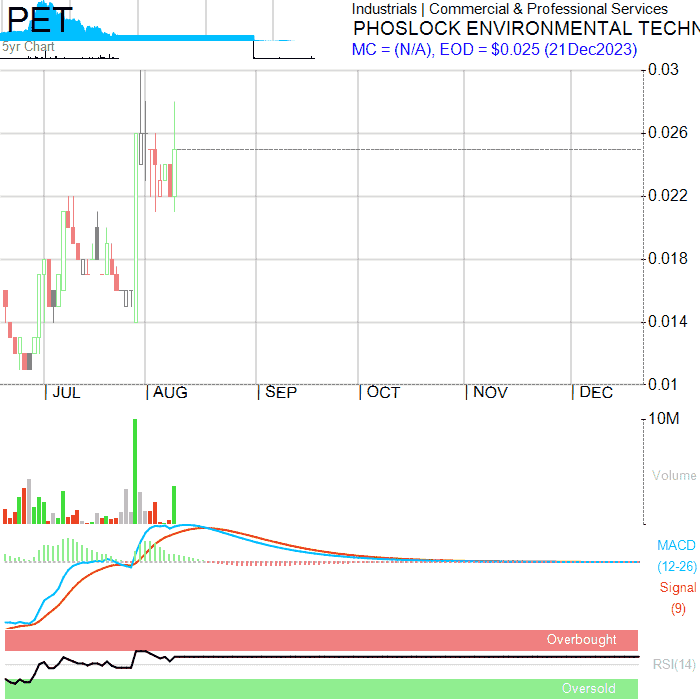 PET
5yr Chart
Industrials | Commercial & Professional Services
PHOSLOCK ENVIRONMENTAL TECHN
MC = (N/A), EOD = $0.025 (21Dec2023)
0.03
0.026
0.022
0.018
0.014
0.01
JUL
AUG
SEP
OCT
NOV
DEC
10M
Volume
MACD
(12-26)
Signal
(9)
Overbought
RSI(14)
Oversold